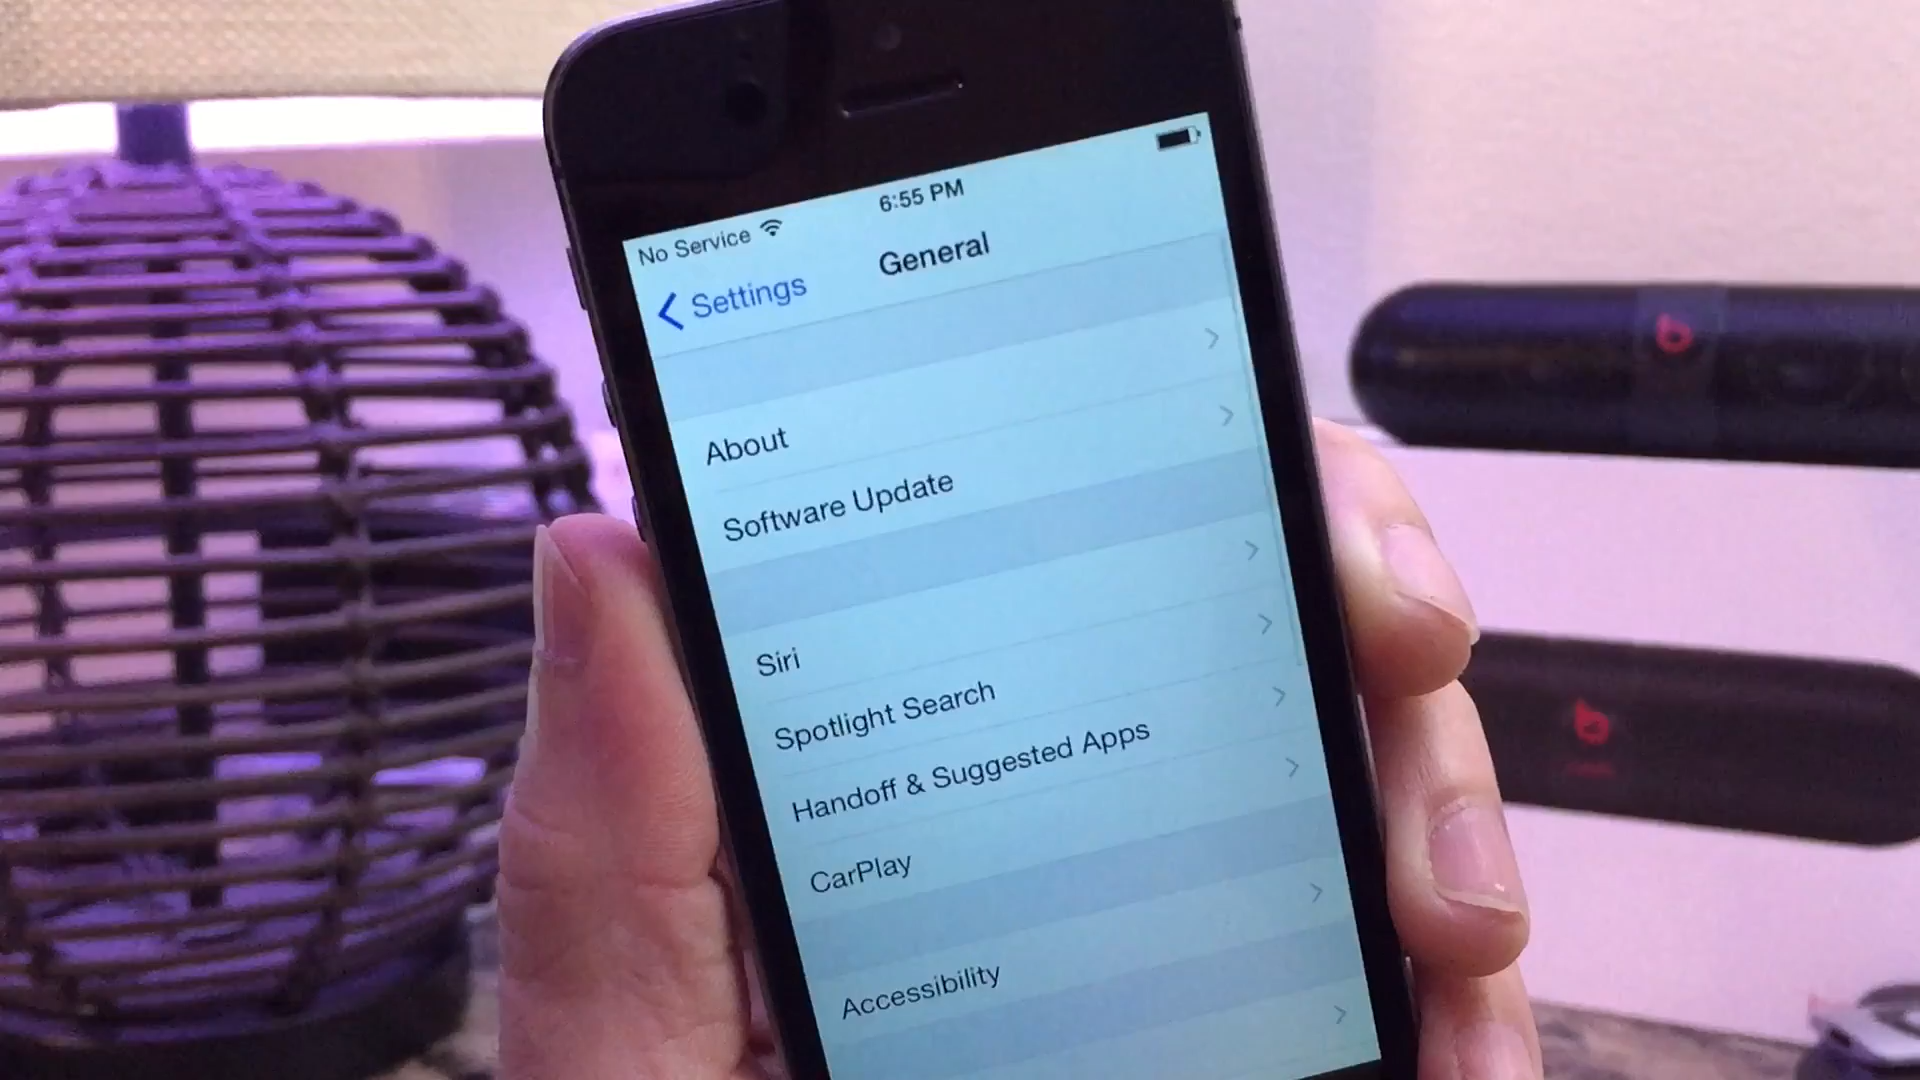 No Service 6:55 PM
Settings General
About
Software Update
Siri
Spotlight Search
Handoff & Suggested Apps
CarPlay
Accessibility